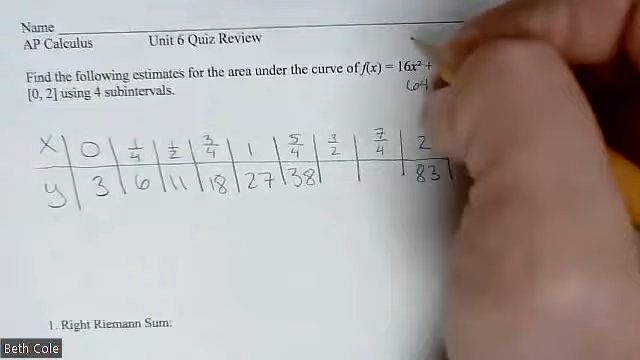 Name
AP Calculus Unit 6 Quiz Review
Find the following estimates for the area under the curve of f(x) = 16x² +
64
[0, 2] using 4 subintervals.
X 0 1/4 1/2 3/4 1 5/4 3/2 7/4 2
y 3 6 11 18 27 38 83
1. Right Riemann Sum:
Beth Cole